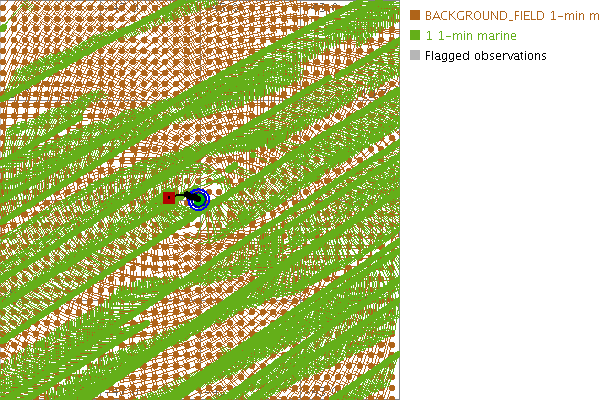 BACKGROUND_FIELD 1-min m
1 1-min marine
Flagged observations